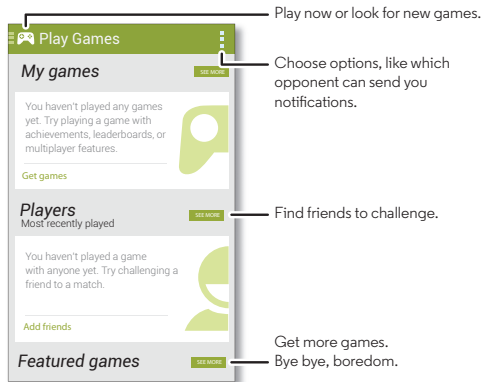 Play now or look for new games.
Play Games
Choose options, like which
opponent can send you
notifications.
My games
SEE MORE
You haven't played any games
yet. Try playing a game with
achievements, leaderboards, or
multiplayer features.
Get games
Players
Most recently played
SEE MORE
Find friends to challenge.
You haven't played a game
with anyone yet. Try challenging a
friend to a match.
Add friends
Get more games.
Bye bye, boredom.
Featured games
SEE MORE